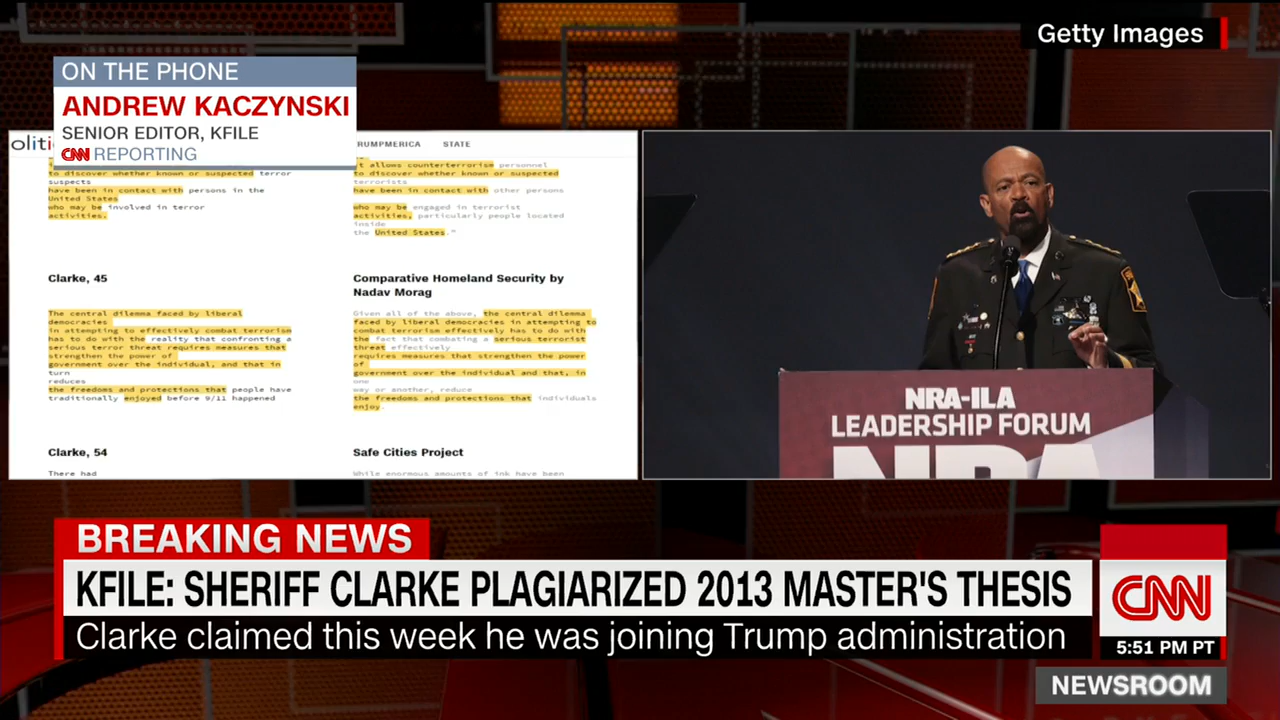 Getty Images
ON THE PHONE
ANDREW KACZYNSKI
SENIOR EDITOR, KFILE
CNN REPORTING
oliti
RUMPMERICA STATE
to discover whether known or suspected terror
suspects
have been in contact with persons in the
United States
who may be involved in terror
activities.
t allows counterterrorism personnel
to discover whether known or suspected
terrorists
have been in contact with other persons
who may be engaged in terrorist
activities, particularly people located
inside
the United States."
Clarke, 45
The central dilemma faced by liberal
democracies
in attempting to effectively combat terrorism
has to do with the reality that confronting a
serious terror threat requires measures that
strengthen the power of
government over the individual, and that in
turn
reduces
the freedoms and protections that people have
traditionally enjoyed before 9/11 happened
Comparative Homeland Security by
Nadav Morag
Given all of the above, the central dilemma
faced by liberal democracies in attempting to
combat terrorism effectively has to do with
the fact that combating a serious terrorist
threat effectively
requires measures that strengthen the power
of
government over the individual and that, in
one
way or another, reduce
the freedoms and protections that individuals
enjoy.
Clarke, 54
There had
Safe Cities Project
While enormous amounts of ink have been
NRA-ILA
LEADERSHIP FORUM
NRA
BREAKING NEWS
KFILE: SHERIFF CLARKE PLAGIARIZED 2013 MASTER'S THESIS
Clarke claimed this week he was joining Trump administration
CNN
5:51 PM PT
NEWSROOM